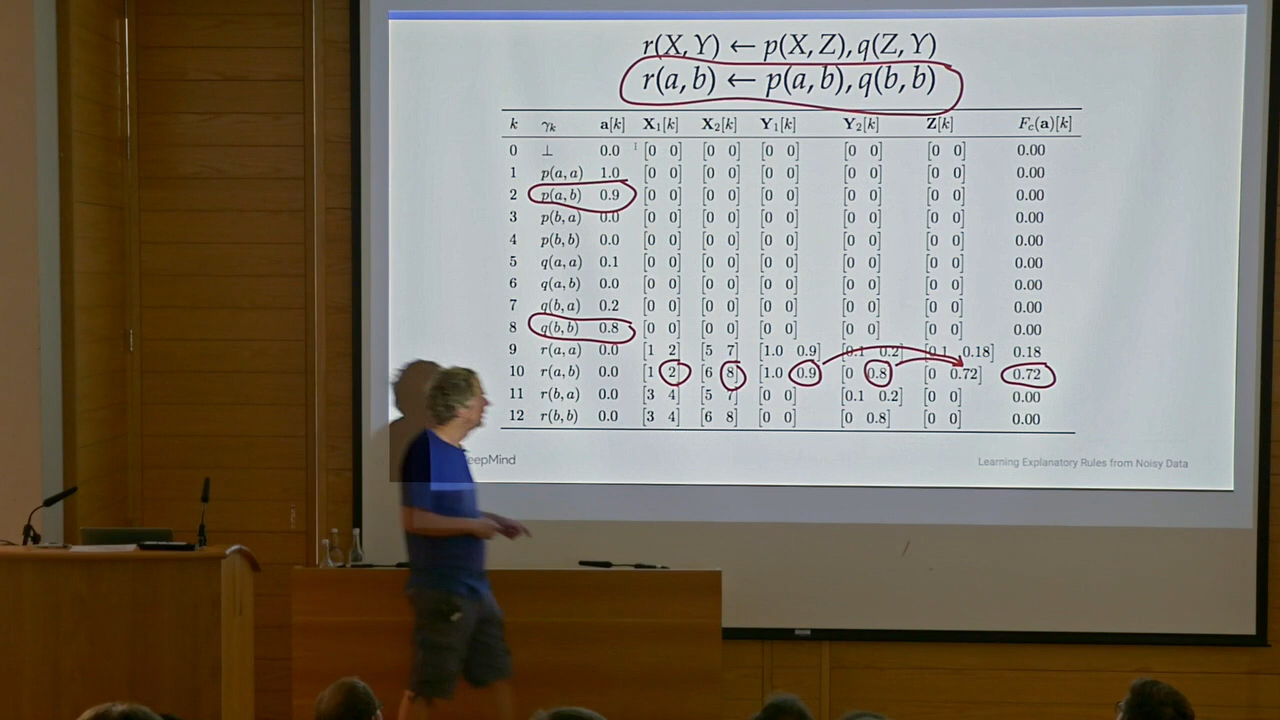 r(X, Y) ← p(X, Z), q(Z, Y)
r(a, b) ← p(a, b), q(b, b)
k γk a[k] X1[k] X2[k] Y1[k] Y2[k] Z[k] Fc(a)[k]
0 ⊥ 0.0 [0 0] [0 0] [0 0] [0 0] [0 0] 0.00
1 p(a, a) 1.0 [0 0] [0 0] [0 0] [0 0] [0 0] 0.00
2 p(a, b) 0.9 [0 0] [0 0] [0 0] [0 0] [0 0] 0.00
3 p(b, a) 0.0 [0 0] [0 0] [0 0] [0 0] [0 0] 0.00
4 p(b, b) 0.0 [0 0] [0 0] [0 0] [0 0] [0 0] 0.00
5 q(a, a) 0.1 [0 0] [0 0] [0 0] [0 0] [0 0] 0.00
6 q(a, b) 0.0 [0 0] [0 0] [0 0] [0 0] [0 0] 0.00
7 q(b, a) 0.2 [0 0] [0 0] [0 0] [0 0] [0 0] 0.00
8 q(b, b) 0.8 [0 0] [0 0] [0 0] [0 0] [0 0] 0.00
9 r(a, a) 0.0 [1 2] [5 7] [1.0 0.9] [0.1 0.2] [0.1 0.18] 0.18
10 r(a, b) 0.0 [1 2] [6 8] [1.0 0.9] [0 0.8] [0 0.72] 0.72
11 r(b, a) 0.0 [3 4] [5 7] [0 0] [0.1 0.2] [0 0] 0.00
12 r(b, b) 0.0 [3 4] [6 8] [0 0] [0 0.8] [0 0] 0.00
eepMind
Learning Explanatory Rules from Noisy Data